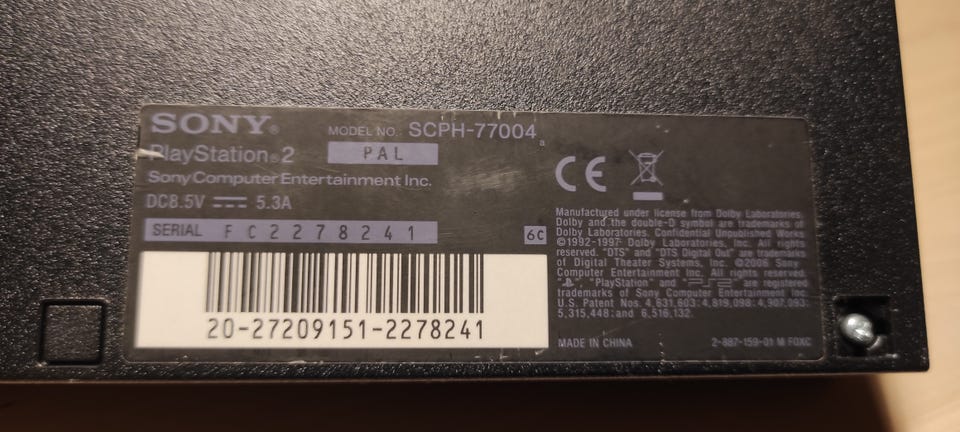 SONY®
MODEL NO. SCPH-77004
a
PlayStation®2
PAL
Sony Computer Entertainment Inc.
DC8.5V 5.3A
SERIAL FC2278241
6C
20-27209151-2278241
CE
Manufactured under license from Dolby Laboratories.
Dolby and the double-D symbol are trademarks of
Dolby Laboratories. Confidential Unpublished Works
©1992-1997 Dolby Laboratories, Inc. All rights
reserved. "DTS" and "DTS Digital Out" are trademarks
of Digital Theater Systems, Inc. ©2006 Sony
Computer Entertainment Inc. All rights reserved.
" ", "PlayStation" and "PS2" are registered
trademarks of Sony Computer Entertainment Inc.
U.S. Patent Nos. 4,631,603; 4,819,098; 4,907,093;
5,315,448; and 6,516,132.
MADE IN CHINA
2-887-159-01 M FOXC